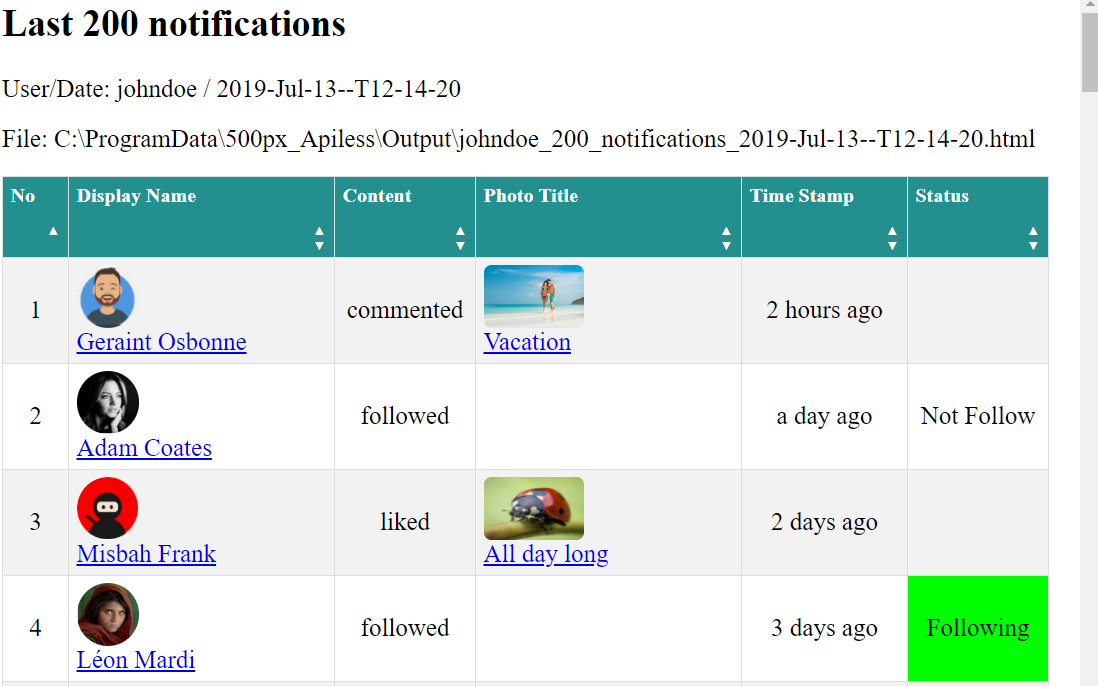 Last 200 notifications
User/Date: johndoe / 2019-Jul-13--T12-14-20
File: C:\ProgramData\500px_Apiless\Output\johndoe_200_notifications_2019-Jul-13--T12-14-20.html
No Display Name Content Photo Title Time Stamp Status
1 Geraint Osbonne commented Vacation 2 hours ago
2 Adam Coates followed a day ago Not Follow
3 Misbah Frank liked All day long 2 days ago
4 Léon Mardi followed 3 days ago Following